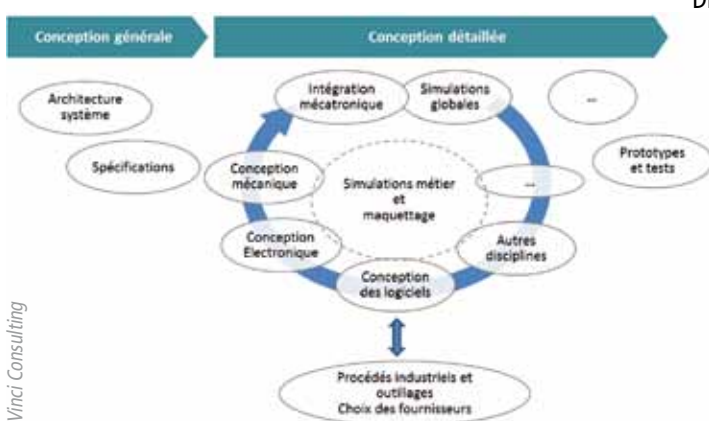 DI
Conception générale
Conception détaillée
Architecture
système
Spécifications
Intégration
mécatronique
Simulations
globales
...
Prototypes
et tests
Conception
mécanique
Simulations métier
et
maquettage
...
Conception
Electronique
Autres
disciplines
Conception
des logiciels
Procédés industriels et
outillages
Choix des fournisseurs
Vinci Consulting